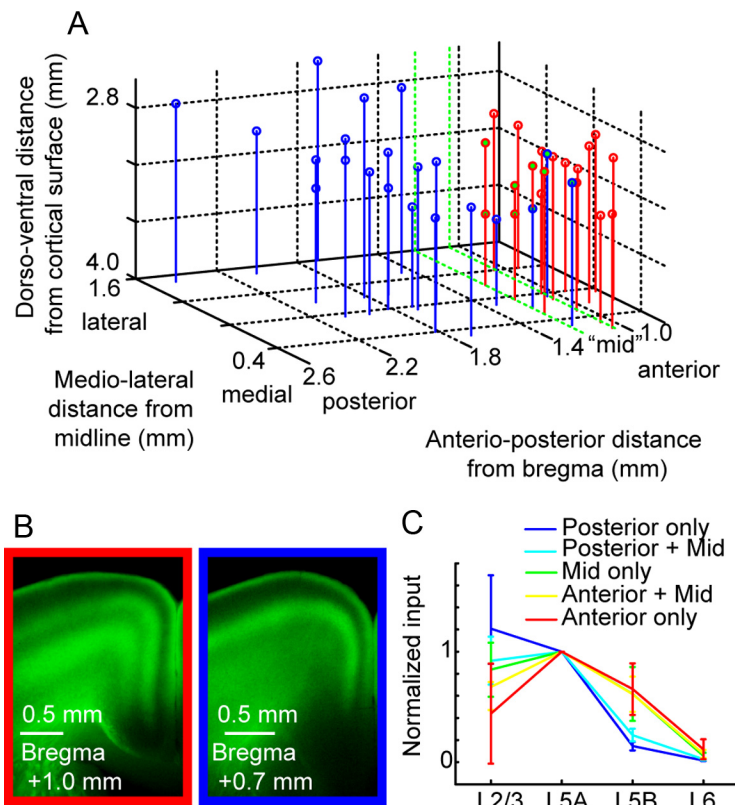 A
Dorso-ventral distance
from cortical surface (mm)
2.8
4.0
1.6
lateral
0.4
medial
2.6
posterior
2.2
1.8
1.4
"mid"
1.0
anterior
Medio-lateral
distance from
midline (mm)
Anterio-posterior distance
from bregma (mm)
B
0.5 mm
Bregma
+1.0 mm
0.5 mm
Bregma
+0.7 mm
C
Posterior only
Posterior + Mid
Mid only
Anterior + Mid
Anterior only
Normalized input
1
0
L2/3 L5A L5B L6